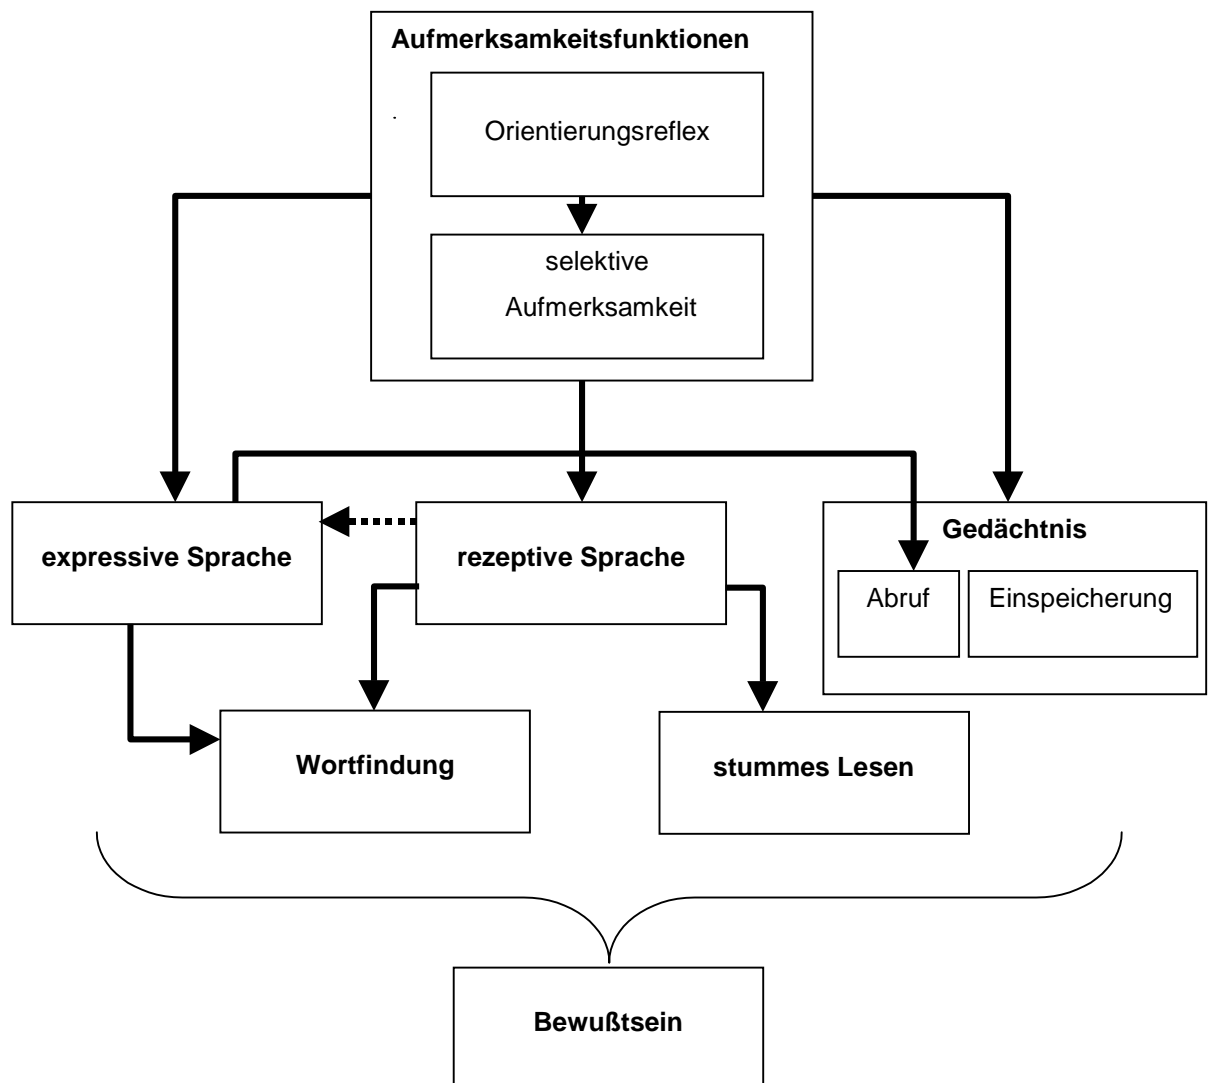 Aufmerksamkeitsfunktionen
Orientierungsreflex
selektive
Aufmerksamkeit
expressive Sprache
rezeptive Sprache
Gedächtnis
Abruf
Einspeicherung
Wortfindung
stummes Lesen
Bewußtsein